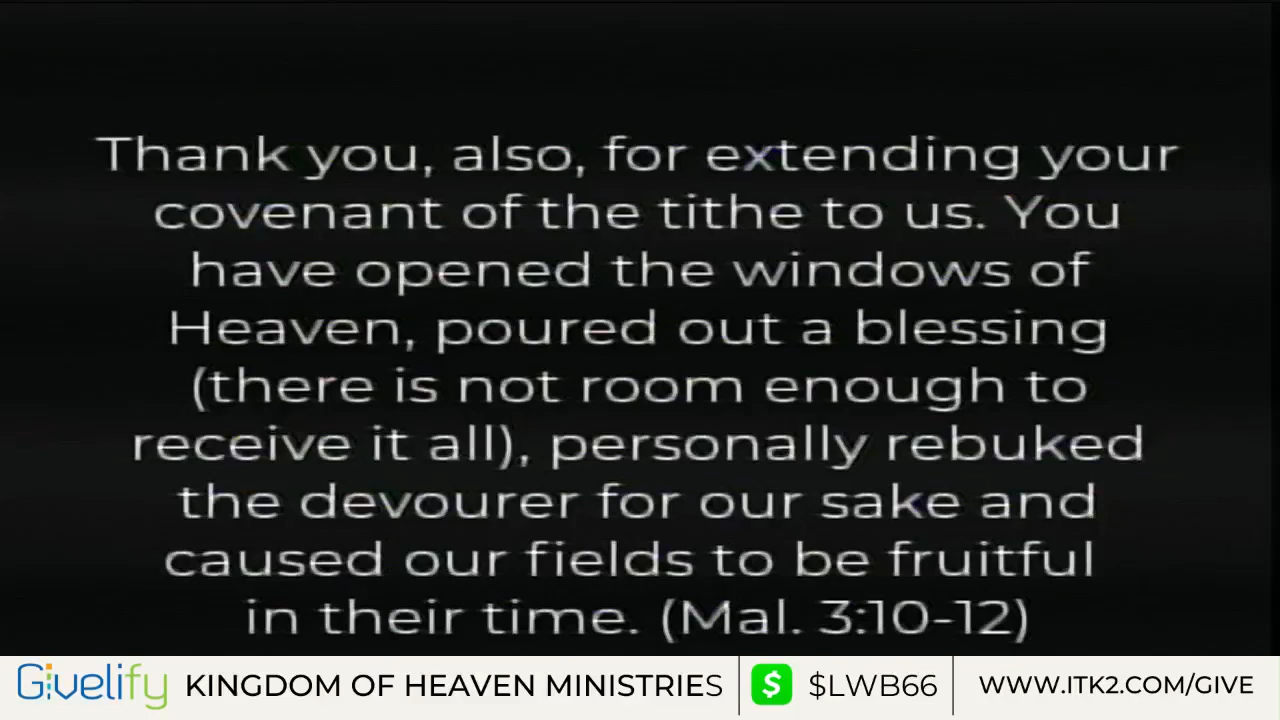 Thank you, also, for extending your
covenant of the tithe to us. You
have opened the windows of
Heaven, poured out a blessing
(there is not room enough to
receive it all), personally rebuked
the devourer for our sake and
caused our fields to be fruitful
in their time. (Mal. 3:10-12)
Givelify KINGDOM OF HEAVEN MINISTRIES $ $LWB66 WWW.ITK2.COM/GIVE